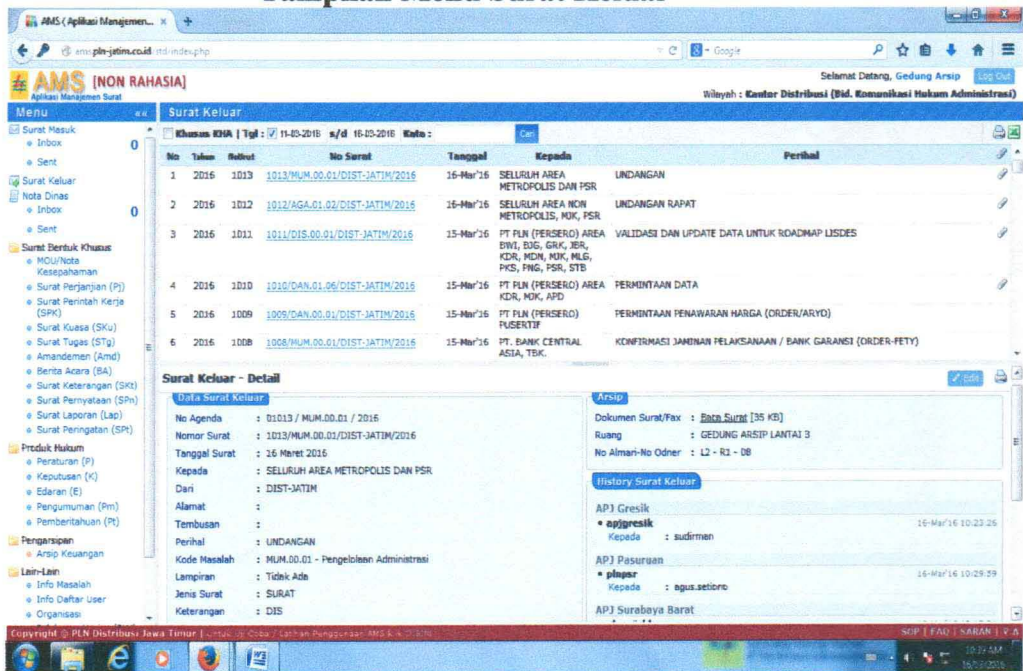 Tampilan Menu Surat Keluar
AMS ( Aplikasi Manajemen...
ams.pln-jatim.co.id/std/index.php
Google
AMS [NON RAHASIA]
Aplikasi Manajemen Surat
Selamat Datang, Gedung Arsip Log Out
Wilayah : Kantor Distribusi (Bid. Komunikasi Hukum Administrasi)
Menu
Surat Masuk
Inbox 0
Sent
Surat Keluar
Nota Dinas
Inbox 0
Sent
Surat Bentuk Khusus
MOU/Nota
Kesepahaman
Surat Perjanjian (Pj)
Surat Perintah Kerja
(SPK)
Surat Kuasa (SKu)
Surat Tugas (STg)
Amandemen (Amd)
Berita Acara (BA)
Surat Keterangan (SKt)
Surat Pernyataan (SPn)
Surat Laporan (Lap)
Surat Peringatan (SPt)
Produk Hukum
Peraturan (P)
Keputusan (K)
Edaran (E)
Pengumuman (Pm)
Pemberitahuan (Pt)
Pengarsipan
Arsip Keuangan
Lain-Lain
Info Masalah
Info Daftar User
Organisasi
Surat Keluar
Khusus KHA | Tgl : 11-03-2016 s/d 16-03-2016 Kata : Cari
No Tahun NoUrut No Surat Tanggal Kepada Perihal
1 2016 1013 1013/MUM.00.01/DIST-JATIM/2016 16-Mar'16 SELURUH AREA METROPOLIS DAN PSR UNDANGAN
2 2016 1012 1012/AGA.01.02/DIST-JATIM/2016 16-Mar'16 SELURUH AREA NON METROPOLIS, MJK, PSR UNDANGAN RAPAT
3 2016 1011 1011/DIS.00.01/DIST-JATIM/2016 15-Mar'16 PT PLN (PERSERO) AREA BWI, BJG, GRK, JBR, KDR, MDN, MJK, MLG, PKS, PNG, PSR, STB VALIDASI DAN UPDATE DATA UNTUK ROADMAP LISDES
4 2016 1010 1010/DAN.01.06/DIST-JATIM/2016 15-Mar'16 PT PLN (PERSERO) AREA KDR, MJK, APD PERMINTAAN DATA
5 2016 1009 1009/DAN.00.01/DIST-JATIM/2016 15-Mar'16 PT PLN (PERSERO) PUSERTIF PERMINTAAN PENAWARAN HARGA (ORDER/ARYO)
6 2016 1008 1008/MUM.00.01/DIST-JATIM/2016 15-Mar'16 PT. BANK CENTRAL ASIA, TBK. KONFIRMASI JAMINAN PELAKSANAAN / BANK GARANSI (ORDER-FETY)
Surat Keluar - Detail Edit
Data Surat Keluar
No Agenda : 01013 / MUM.00.01 / 2016
Nomor Surat : 1013/MUM.00.01/DIST-JATIM/2016
Tanggal Surat : 16 Maret 2016
Kepada : SELURUH AREA METROPOLIS DAN PSR
Dari : DIST-JATIM
Alamat :
Tembusan :
Perihal : UNDANGAN
Kode Masalah : MUM.00.01 - Pengelolaan Administrasi
Lampiran : Tidak Ada
Jenis Surat : SURAT
Keterangan : DIS
Arsip
Dokumen Surat/Fax : Baca Surat [35 KB]
Ruang : GEDUNG ARSIP LANTAI 3
No Almari-No Odner : L2 - R1 - 08
History Surat Keluar
APJ Gresik
apjgresik 16-Mar'16 10:23:26
Kepada : sudirman
APJ Pasuruan
plnpsr 16-Mar'16 10:29:59
Kepada : agus.setiono
APJ Surabaya Barat
Copyright © PLN Distribusi Jawa Timur
SOP | FAQ | SARAN
10:39 AM
16/03/2016